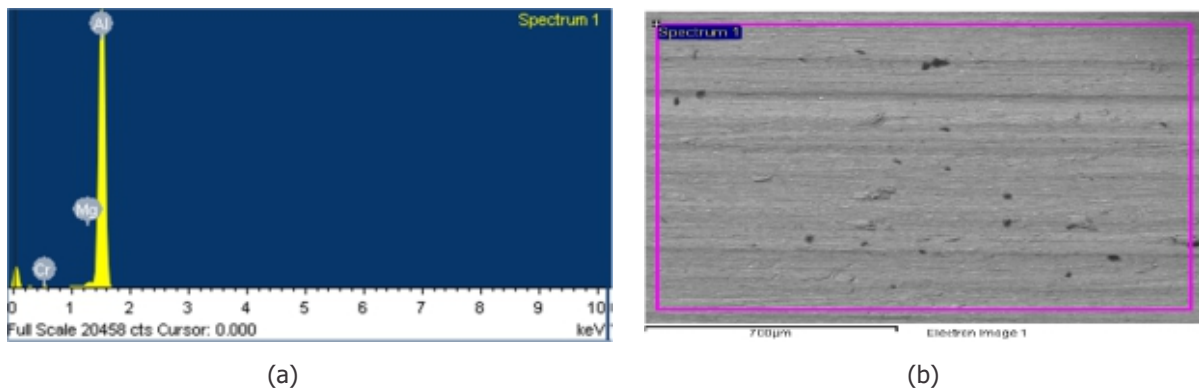 Spectrum 1
Al
Mg
Cr
0 1 2 3 4 5 6 7 8 9 10
Full Scale 20458 cts Cursor: 0.000 keV
(a)
Spectrum 1
700µm Electron Image 1
(b)